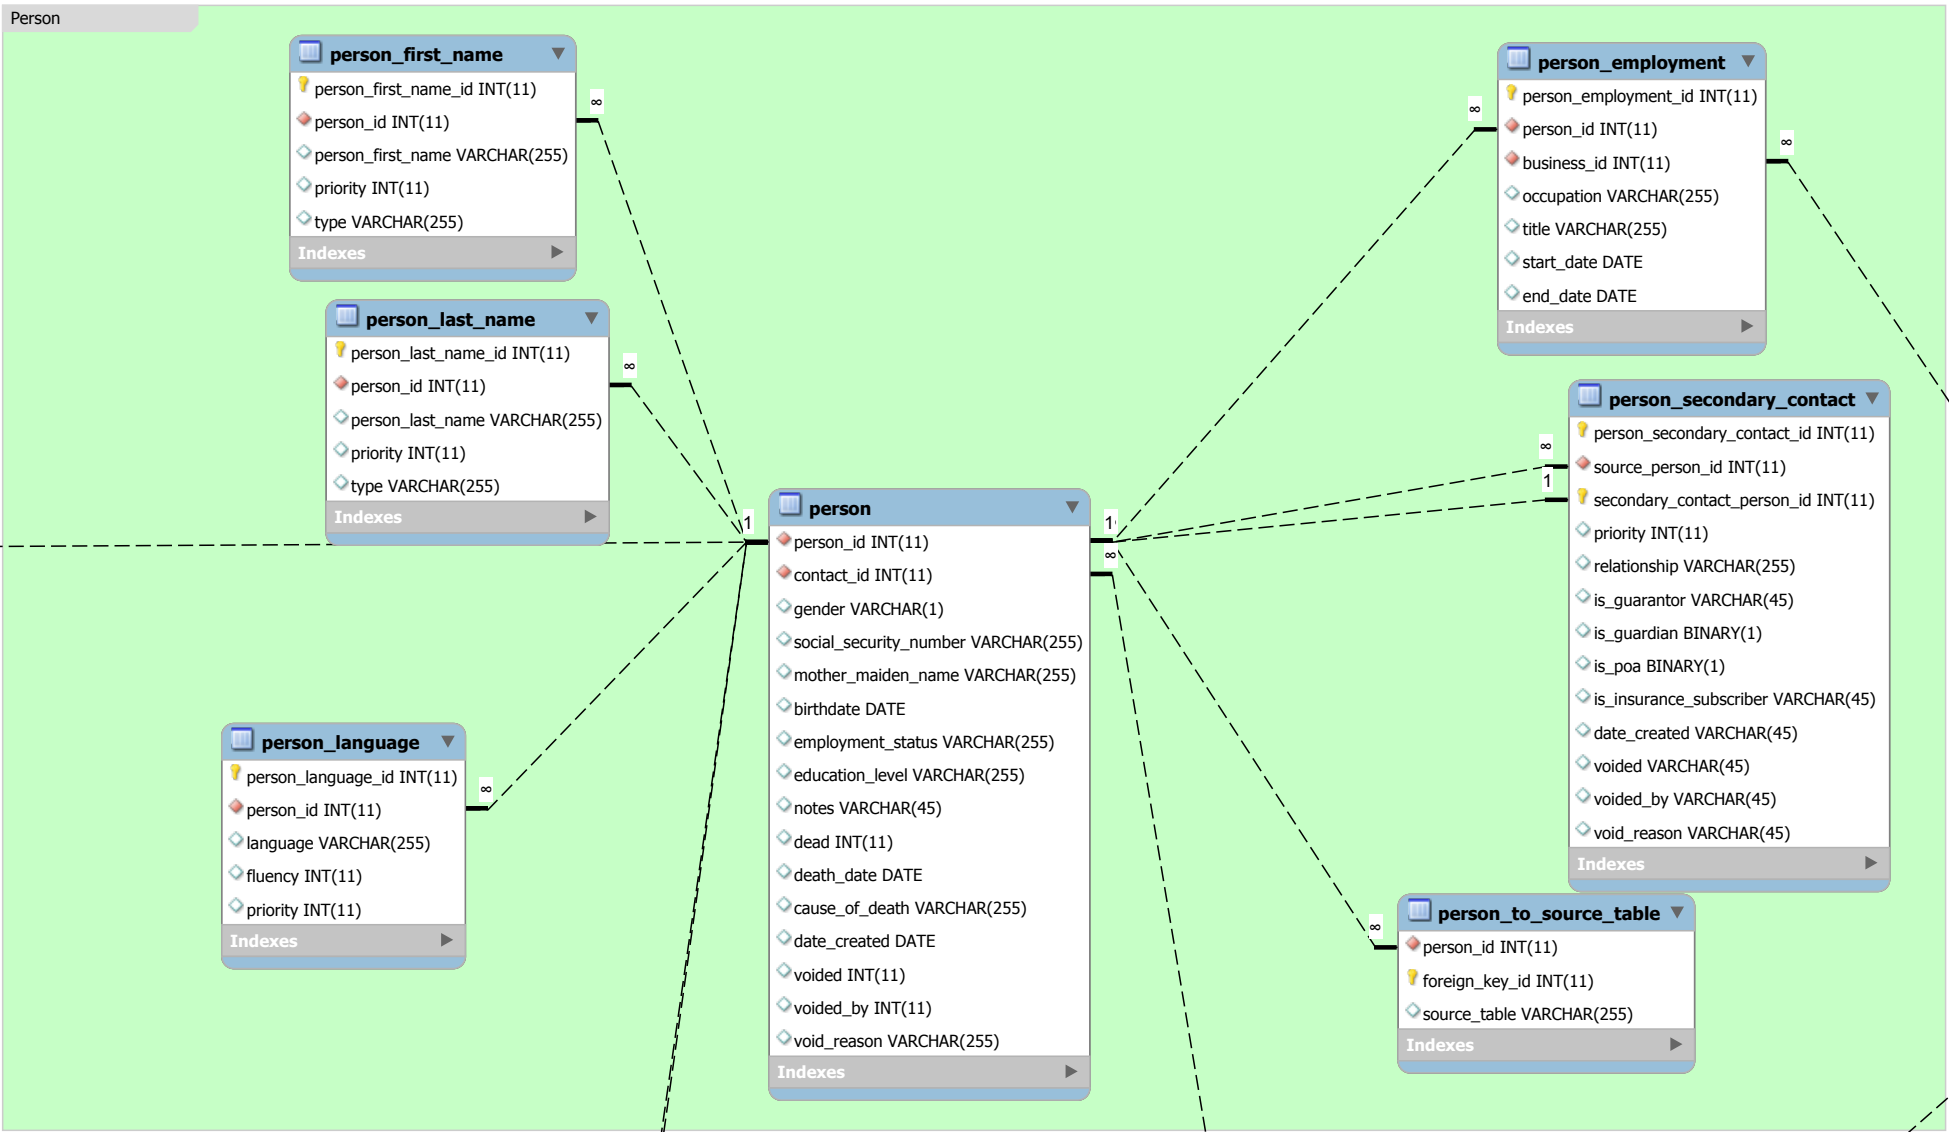 Person
person_first_name
person_first_name_id INT(11)
person_id INT(11)
person_first_name VARCHAR(255)
priority INT(11)
type VARCHAR(255)
Indexes
∞
person_last_name
person_last_name_id INT(11)
person_id INT(11)
person_last_name VARCHAR(255)
priority INT(11)
type VARCHAR(255)
Indexes
∞
person_language
person_language_id INT(11)
person_id INT(11)
language VARCHAR(255)
fluency INT(11)
priority INT(11)
Indexes
∞
1
person
person_id INT(11)
contact_id INT(11)
gender VARCHAR(1)
social_security_number VARCHAR(255)
mother_maiden_name VARCHAR(255)
birthdate DATE
employment_status VARCHAR(255)
education_level VARCHAR(255)
notes VARCHAR(45)
dead INT(11)
death_date DATE
cause_of_death VARCHAR(255)
date_created DATE
voided INT(11)
voided_by INT(11)
void_reason VARCHAR(255)
Indexes
1
∞
∞
person_employment
person_employment_id INT(11)
person_id INT(11)
business_id INT(11)
occupation VARCHAR(255)
title VARCHAR(255)
start_date DATE
end_date DATE
Indexes
∞
∞
1
person_secondary_contact
person_secondary_contact_id INT(11)
source_person_id INT(11)
secondary_contact_person_id INT(11)
priority INT(11)
relationship VARCHAR(255)
is_guarantor VARCHAR(45)
is_guardian BINARY(1)
is_poa BINARY(1)
is_insurance_subscriber VARCHAR(45)
date_created VARCHAR(45)
voided VARCHAR(45)
voided_by VARCHAR(45)
void_reason VARCHAR(45)
Indexes
∞
person_to_source_table
person_id INT(11)
foreign_key_id INT(11)
source_table VARCHAR(255)
Indexes